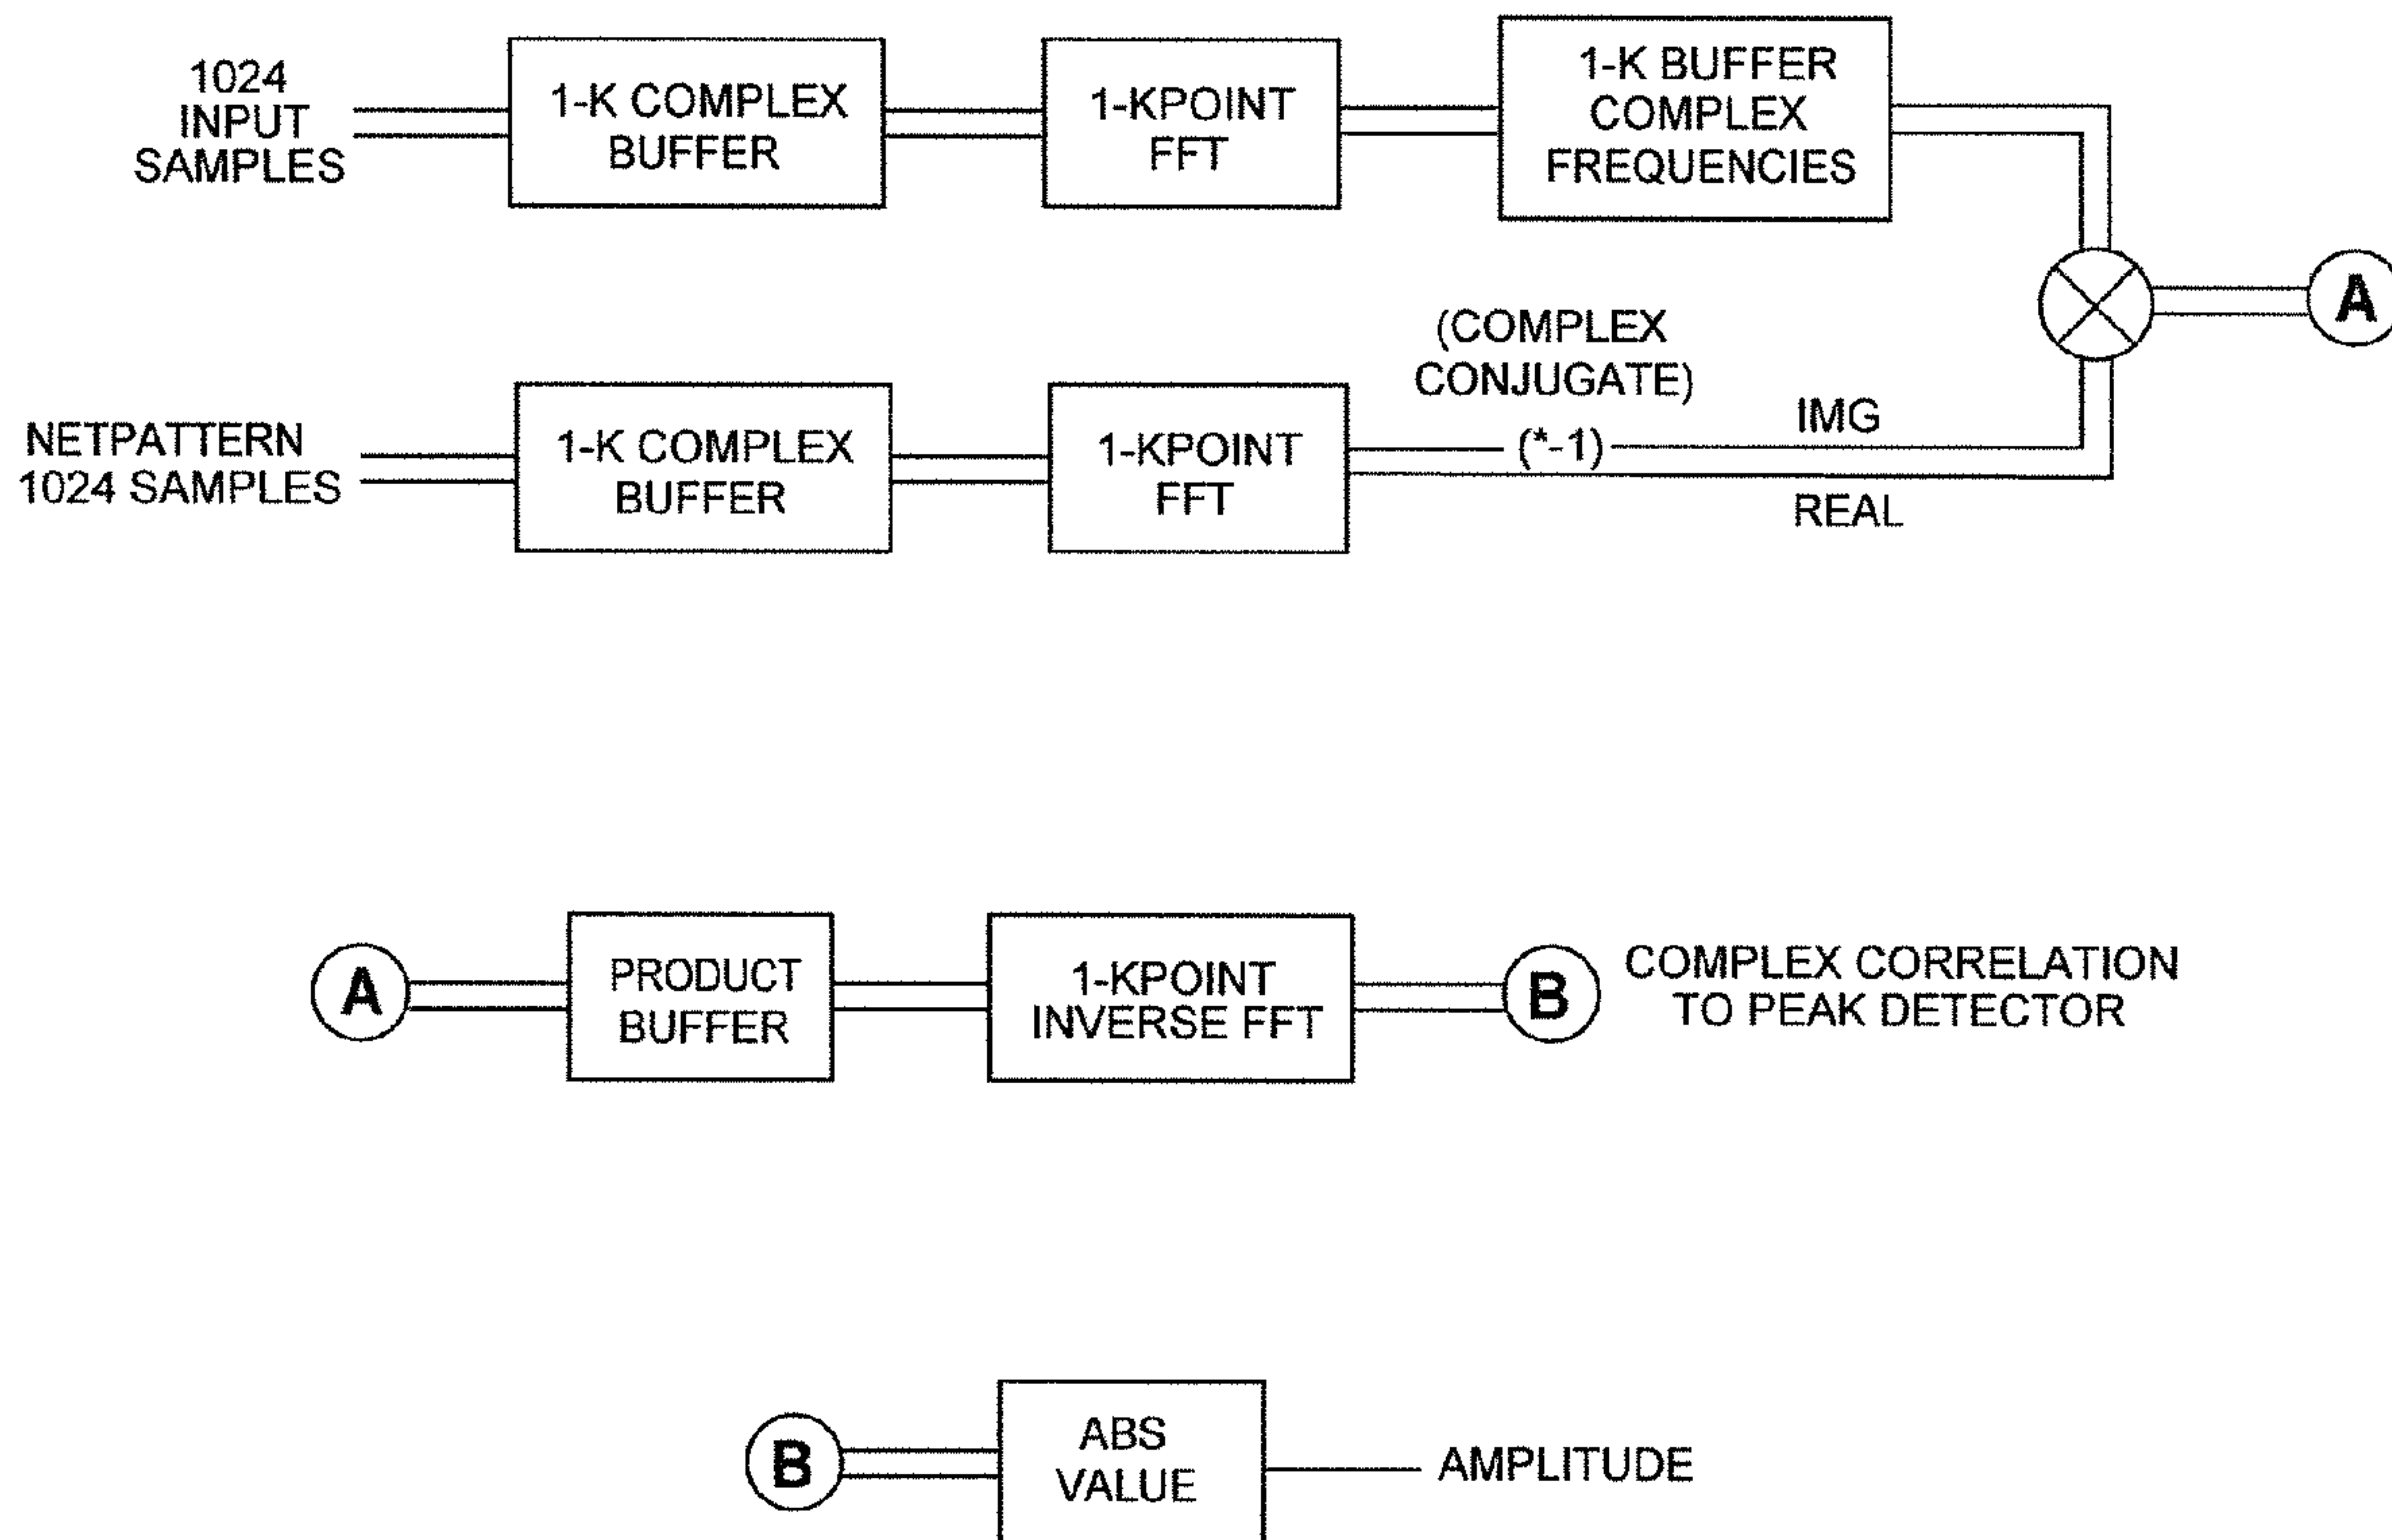 1024
INPUT
SAMPLES
1-K COMPLEX
BUFFER
1-KPOINT
FFT
1-K BUFFER
COMPLEX
FREQUENCIES
A
NETPATTERN
1024 SAMPLES
1-K COMPLEX
BUFFER
1-KPOINT
FFT
(COMPLEX
CONJUGATE)
(*-1)
IMG
REAL
A
PRODUCT
BUFFER
1-KPOINT
INVERSE FFT
B
COMPLEX CORRELATION
TO PEAK DETECTOR
B
ABS
VALUE
AMPLITUDE